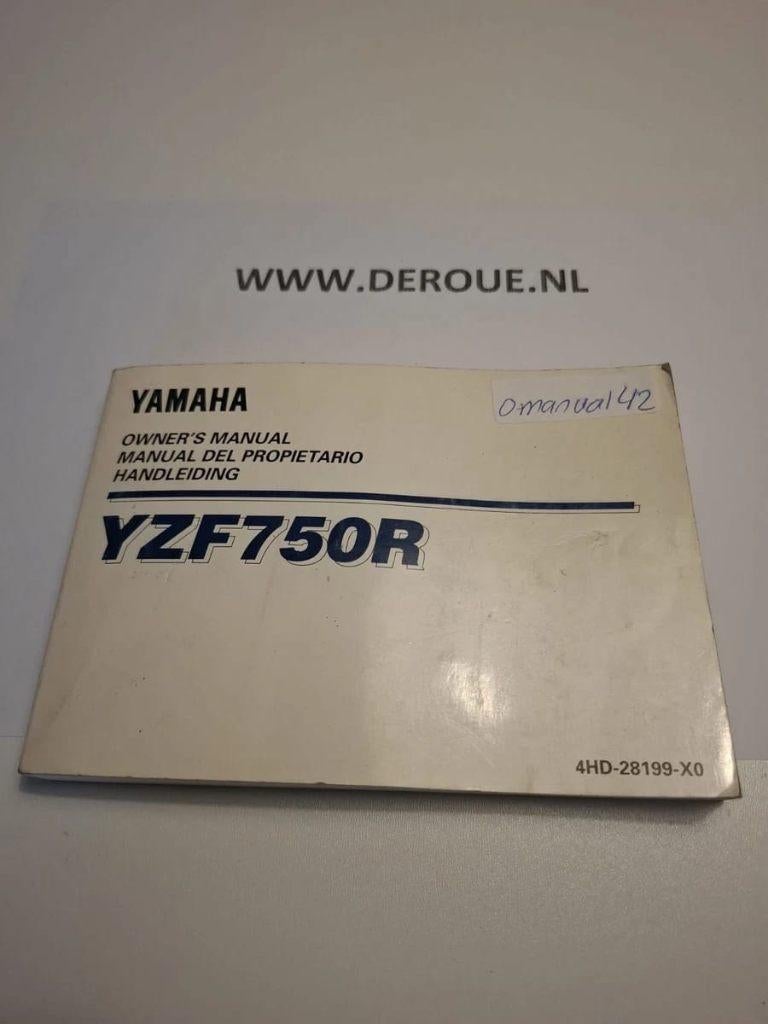 WWW.DEROUE.NL
YAMAHA
Omanual42
OWNER'S MANUAL
MANUAL DEL PROPIETARIO
HANDLEIDING
YZF750R
4HD-28199-X0